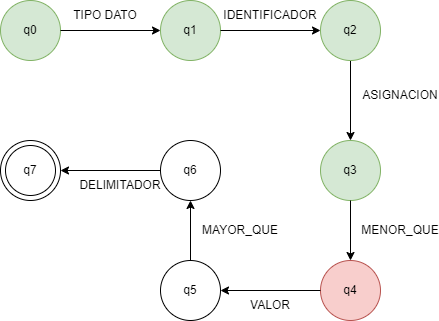 q0
TIPO DATO
q1
IDENTIFICADOR
q2
ASIGNACION
q3
MENOR_QUE
q4
VALOR
q5
MAYOR_QUE
q6
DELIMITADOR
q7